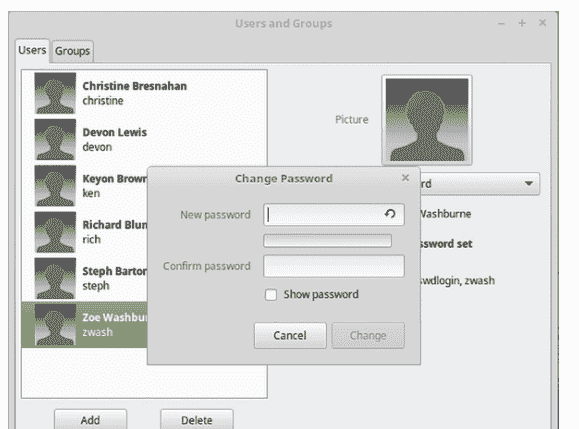 Users and Groups
Users Groups
Christine Bresnahan
christine
Picture
Devon Lewis
devon
Keyon Brown
ken
Richard Blum
rich
Steph Barton
steph
Zoe Washbur
zwash
Change Password
New password
Confirm password
Show password
Cancel Change
rd
Washburne
ssword set
swdlogin, zwash
Add Delete